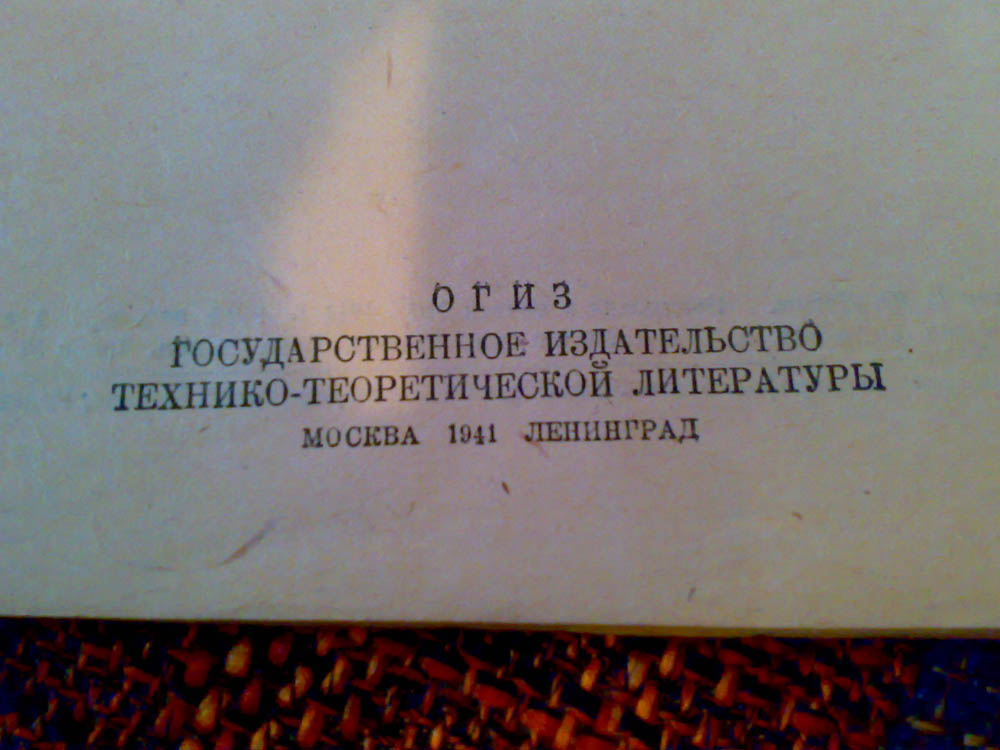 ОГИЗ
ГОСУДАРСТВЕННОЕ ИЗДАТЕЛЬСТВО
ТЕХНИКО-ТЕОРЕТИЧЕСКОЙ ЛИТЕРАТУРЫ
МОСКВА 1941 ЛЕНИНГРАД